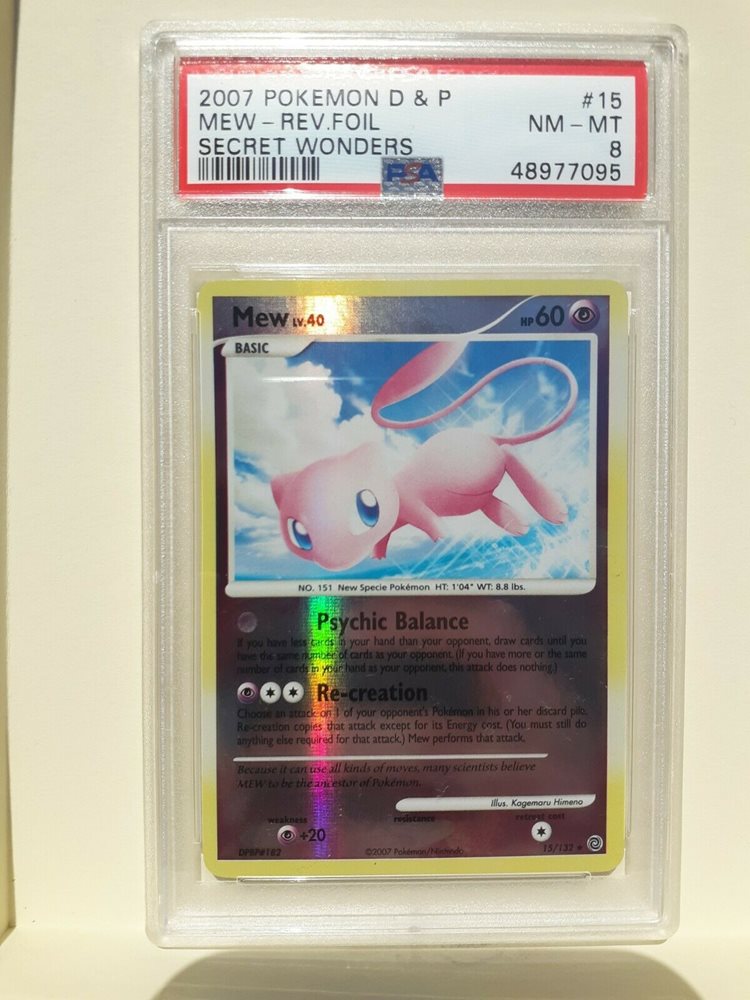 2007 POKEMON D & P #15
MEW - REV.FOIL NM - MT
SECRET WONDERS 8
PSA 48977095
Mew LV.40 HP 60
BASIC
NO. 151 New Specie Pokémon HT: 1'04" WT: 8.8 lbs.
Psychic Balance
If you have less cards in your hand than your opponent, draw cards until you
have the same number of cards as your opponent. (If you have more or the same
number of cards in your hand as your opponent, this attack does nothing.)
Re-creation
Choose an attack on 1 of your opponent's Pokémon in his or her discard pile.
Re-creation copies that attack except for its Energy cost. (You must still do
anything else required for that attack.) Mew performs that attack.
Because it can use all kinds of moves, many scientists believe
MEW to be the ancestor of Pokémon.
Illus. Kagemaru Himeno
weakness resistance retreat cost
+20
DPBP#182 ©2007 Pokémon/Nintendo 15/132 ★